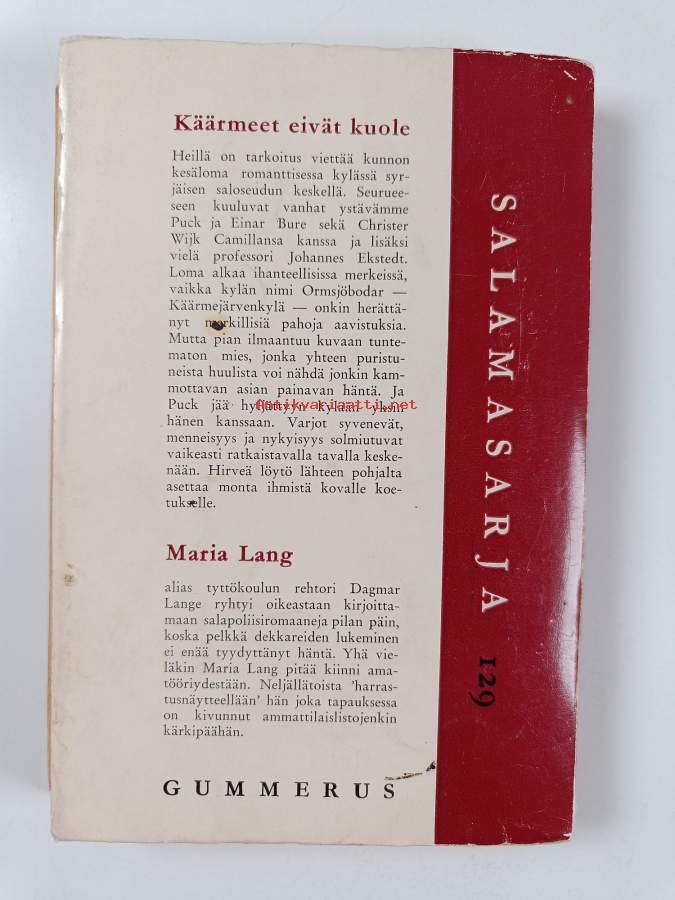 Käärmeet eivät kuole
Heillä on tarkoitus viettää kunnon
kesäloma romanttisessa kylässä syr-
jäisen saloseudun keskellä. Seuruee-
seen kuuluvat vanhat ystävämme
Puck ja Einar Bure sekä Christer
Wijk Camillansa kanssa ja lisäksi
vielä professori Johannes Ekstedt.
Loma alkaa ihanteellisissa merkeissä,
vaikka kylän nimi Ormsjöbodar —
Käärmejärvenkylä — onkin herättä-
nyt merkillisiä pahoja aavistuksia.
Mutta pian ilmaantuu kuvaan tunte-
maton mies, jonka yhteen puristu-
neista huulista voi nähdä jonkin kam-
mottavan asian painavan häntä. Ja
Puck jää hyljättyyn kylään yksin
hänen kanssaan. Varjot syvenevät,
menneisyys ja nykyisyys solmiutuvat
vaikeasti ratkaistavalla tavalla keske-
nään. Hirveä löytö lähteen pohjalta
asettaa monta ihmistä kovalle koe-
tukselle.
antikvariaatti.net
Maria Lang
alias tyttökoulun rehtori Dagmar
Lange ryhtyi oikeastaan kirjoitta-
maan salapoliisiromaaneja pilan päin,
koska pelkkä dekkareiden lukeminen
ei enää tyydyttänyt häntä. Yhä vie-
läkin Maria Lang pitää kiinni ama-
tööriydestään. Neljällätoista 'harras-
tusnäytteellään' hän joka tapauksessa
on kivunnut ammattilaislistojenkin
kärkipäähän.
GUMMERUS
SALAMASARJA 129